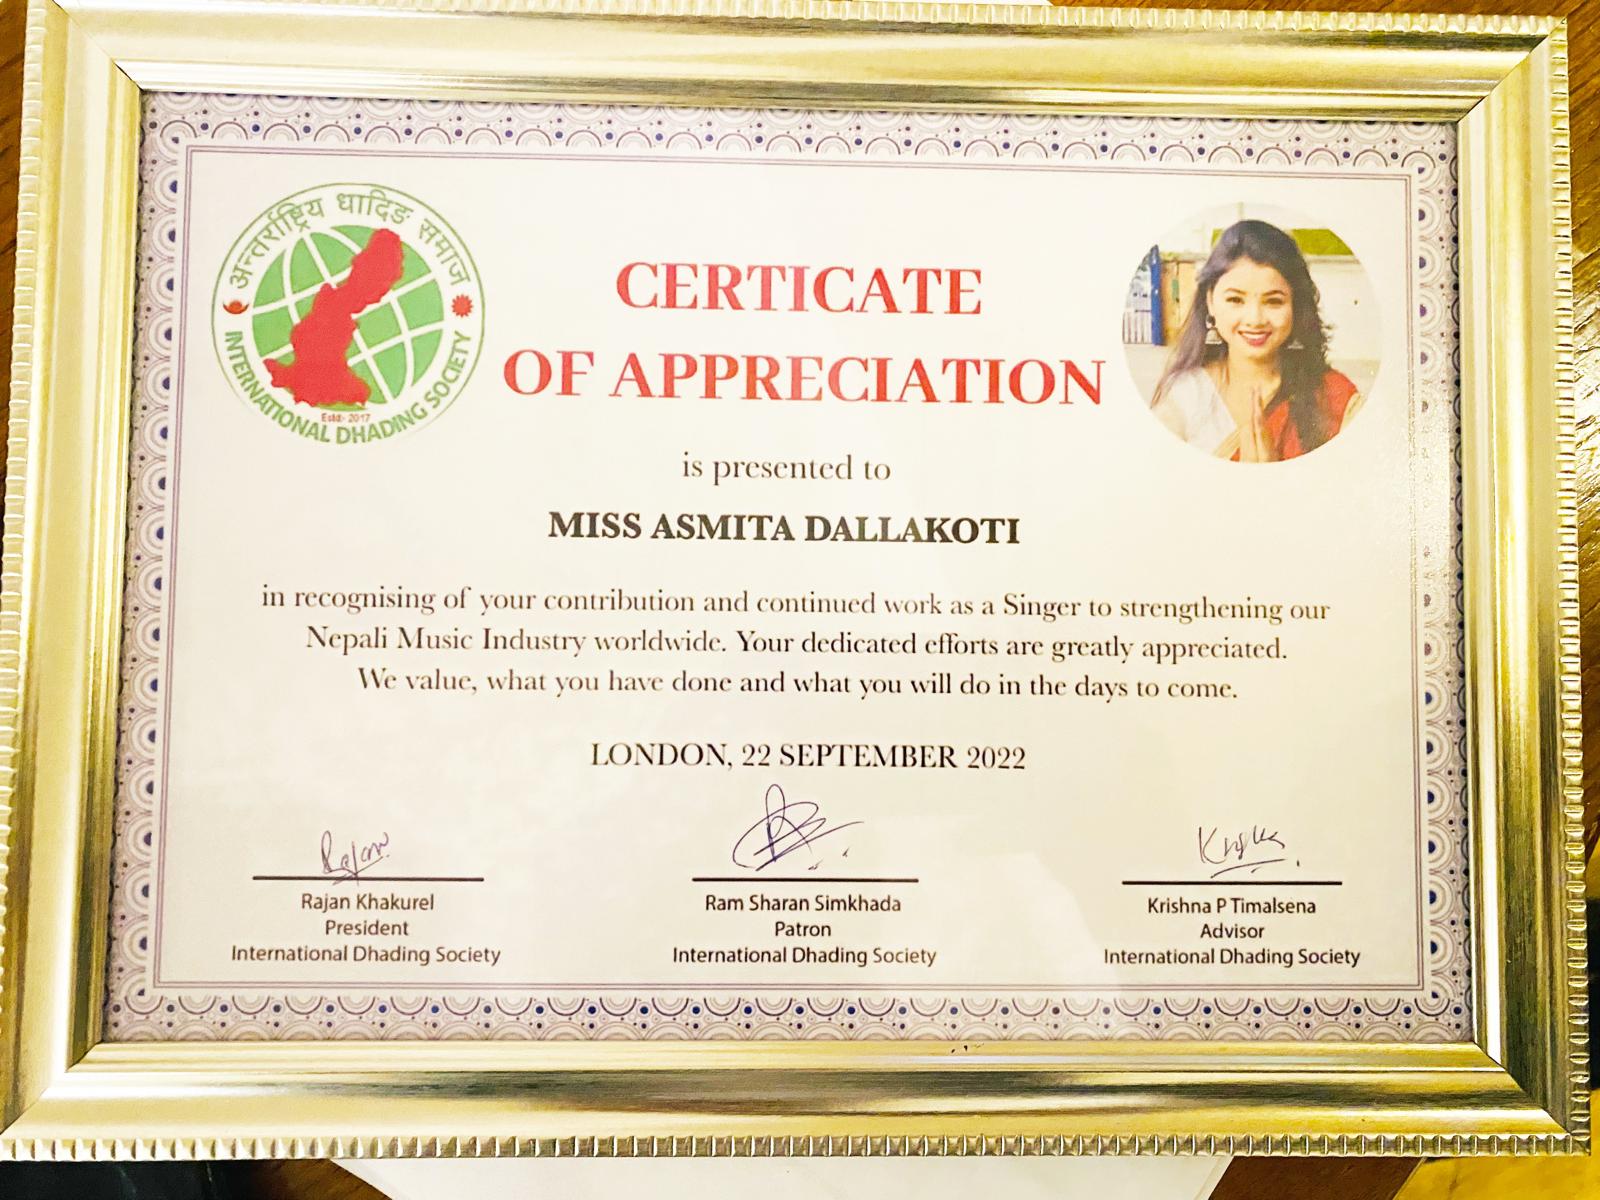 अन्तर्राष्ट्रिय धादिङ समाज
Estd:- 2017
INTERNATIONAL DHADING SOCIETY
CERTICATE
OF APPRECIATION
is presented to
MISS ASMITA DALLAKOTI
in recognising of your contribution and continued work as a Singer to strengthening our
Nepali Music Industry worldwide. Your dedicated efforts are greatly appreciated.
We value, what you have done and what you will do in the days to come.
LONDON, 22 SEPTEMBER 2022
Rajan
Rajan Khakurel
President
International Dhading Society
Ram Sharan Simkhada
Patron
International Dhading Society
Krishna P Timalsena
Advisor
International Dhading Society